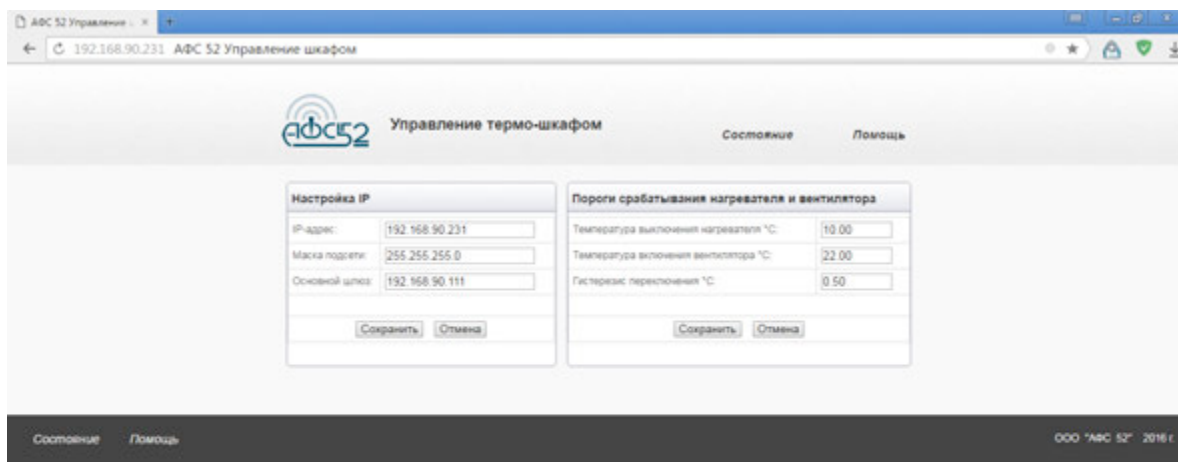 АФС 52 Управление
192.168.90.231 АФС 52 Управление шкафом
АФС52
Управление термо-шкафом
Состояние Помощь
Настройка IP
IP-адрес: 192.168.90.231
Маска подсети: 255.255.255.0
Основной шлюз: 192.168.90.111
Сохранить Отмена
Пороги срабатывания нагревателя и вентилятора
Температура выключения нагревателя °C: 10.00
Температура включения вентилятора °C: 22.00
Гистерезис переключения °C: 0.50
Сохранить Отмена
Состояние Помощь
ООО "АФС 52" 2016 г.